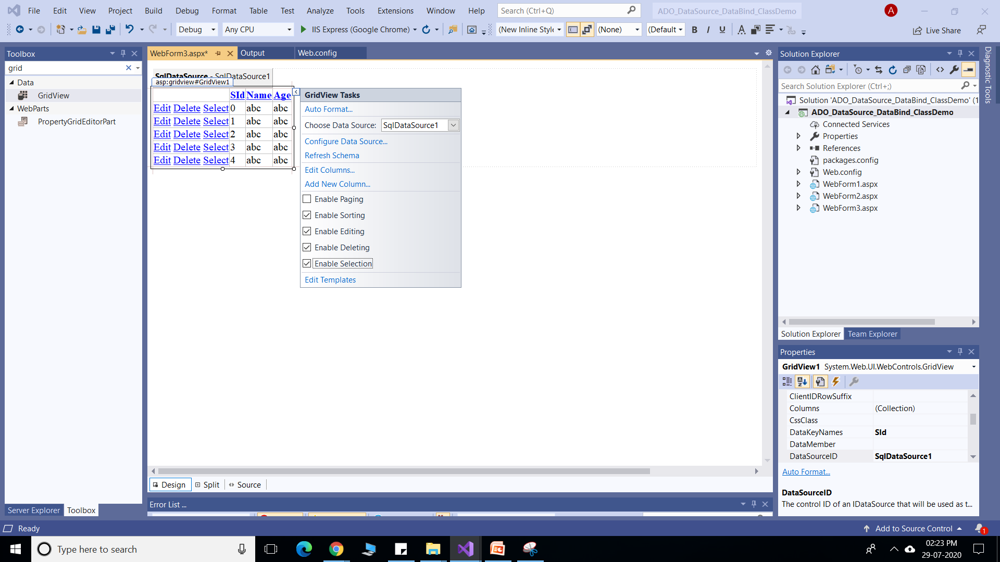 File Edit View Project Build Debug Format Table Test Analyze Tools Extensions Window Help Search (Ctrl+Q) ADO_DataSource_DataBind_ClassDemo A
Debug Any CPU IIS Express (Google Chrome) (New Inline Style (None) (Default B I U A Live Share
Toolbox
grid
Data
GridView
WebParts
PropertyGridEditorPart
Server Explorer Toolbox
WebForm3.aspx* Output Web.config
SqlDataSource - SqlDataSource1
asp:gridview#GridView1
SId Name Age
Edit Delete Select 0 abc abc
Edit Delete Select 1 abc abc
Edit Delete Select 2 abc abc
Edit Delete Select 3 abc abc
Edit Delete Select 4 abc abc
GridView Tasks
Auto Format...
Choose Data Source: SqlDataSource1
Configure Data Source...
Refresh Schema
Edit Columns...
Add New Column...
Enable Paging
Enable Sorting
Enable Editing
Enable Deleting
Enable Selection
Edit Templates
Design Split Source
Error List ...
Solution Explorer
Search Solution Explorer (Ctrl+;)
Solution 'ADO_DataSource_DataBind_ClassDemo' (1
ADO_DataSource_DataBind_ClassDemo
Connected Services
Properties
References
packages.config
Web.config
WebForm1.aspx
WebForm2.aspx
WebForm3.aspx
Solution Explorer Team Explorer
Diagnostic Tools
Properties
GridView1 System.Web.UI.WebControls.GridView
ClientIDRowSuffix
Columns (Collection)
CssClass
DataKeyNames SId
DataMember
DataSourceID SqlDataSource1
Auto Format...
DataSourceID
The control ID of an IDataSource that will be used as t...
Ready Add to Source Control 1
Type here to search 02:23 PM
29-07-2020